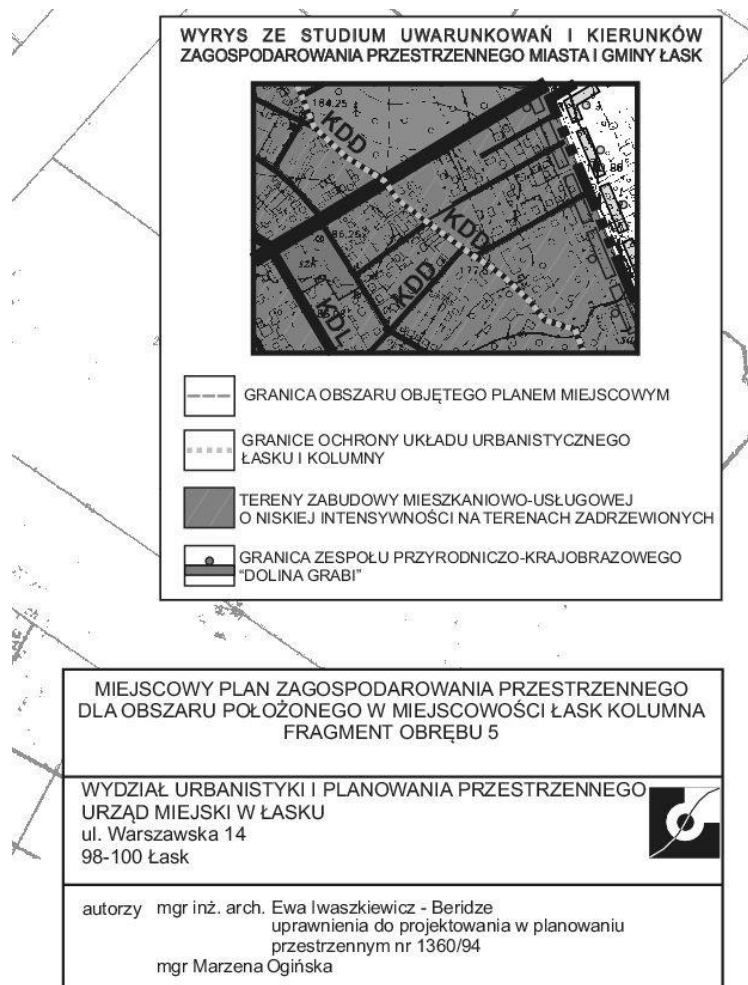 WYRYS ZE STUDIUM UWARUNKOWAŃ I KIERUNKÓW
ZAGOSPODAROWANIA PRZESTRZENNEGO MIASTA I GMINY ŁASK
184.25
KDD
86
KDD
szk
KDD
KDL
GRANICA OBSZARU OBJĘTEGO PLANEM MIEJSCOWYM
GRANICE OCHRONY UKŁADU URBANISTYCZNEGO
ŁASKU I KOLUMNY
TERENY ZABUDOWY MIESZKANIOWO-USŁUGOWEJ
O NISKIEJ INTENSYWNOŚCI NA TERENACH ZADRZEWIONYCH
GRANICA ZESPOŁU PRZYRODNICZO-KRAJOBRAZOWEGO
"DOLINA GRABI"
MIEJSCOWY PLAN ZAGOSPODAROWANIA PRZESTRZENNEGO
DLA OBSZARU POŁOŻONEGO W MIEJSCOWOŚCI ŁASK KOLUMNA
FRAGMENT OBRĘBU 5
WYDZIAŁ URBANISTYKI I PLANOWANIA PRZESTRZENNEGO
URZĄD MIEJSKI W ŁASKU
ul. Warszawska 14
98-100 Łask
autorzy mgr inż. arch. Ewa Iwaszkiewicz - Beridze
uprawnienia do projektowania w planowaniu
przestrzennym nr 1360/94
mgr Marzena Ogińska